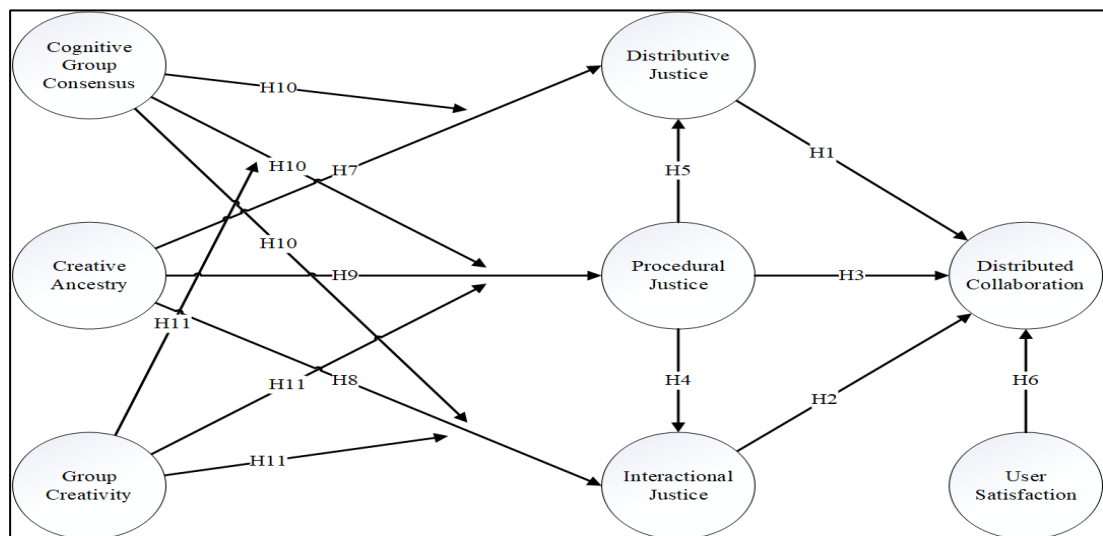 Cognitive
Group
Consensus
Distributive
Justice
H10
H10
H7
H5
H1
H10
Creative
Ancestry
H9
Procedural
Justice
H3
Distributed
Collaboration
H11
H11
H8
H4
H6
H2
H11
Group
Creativity
Interactional
Justice
User
Satisfaction